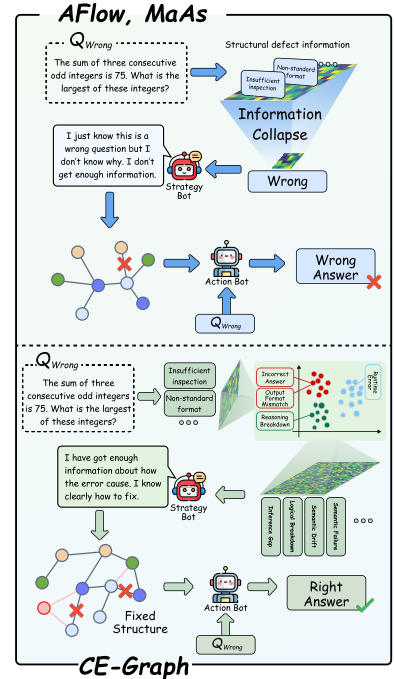 AFlow, MaAs
Q Wrong
The sum of three consecutive
odd integers is 75. What is the
largest of these integers?
Structural defect information
Non-standard
format
Insufficient
inspection
Information
Collapse
I just know this is a
wrong question but I
don't know why. I don't
get enough information.
Strategy
Bot
Wrong
Action Bot
Wrong
Answer
Q Wrong
Q Wrong
The sum of three
consecutive odd integers
is 75. What is the largest
of these integers?
Insufficient
inspection
Non-standard
format
Incorrect
Answer
Output
Format
Mismatch
Reasoning
Breakdown
Runtime
Error
I have got enough
information about how
the error cause. I know
clearly how to fix.
Strategy
Bot
Inference Gap
Logical Breakdown
Semantic Drift
Semantic Failure
Fixed
Structure
Action Bot
Right
Answer
Q Wrong
CE-Graph